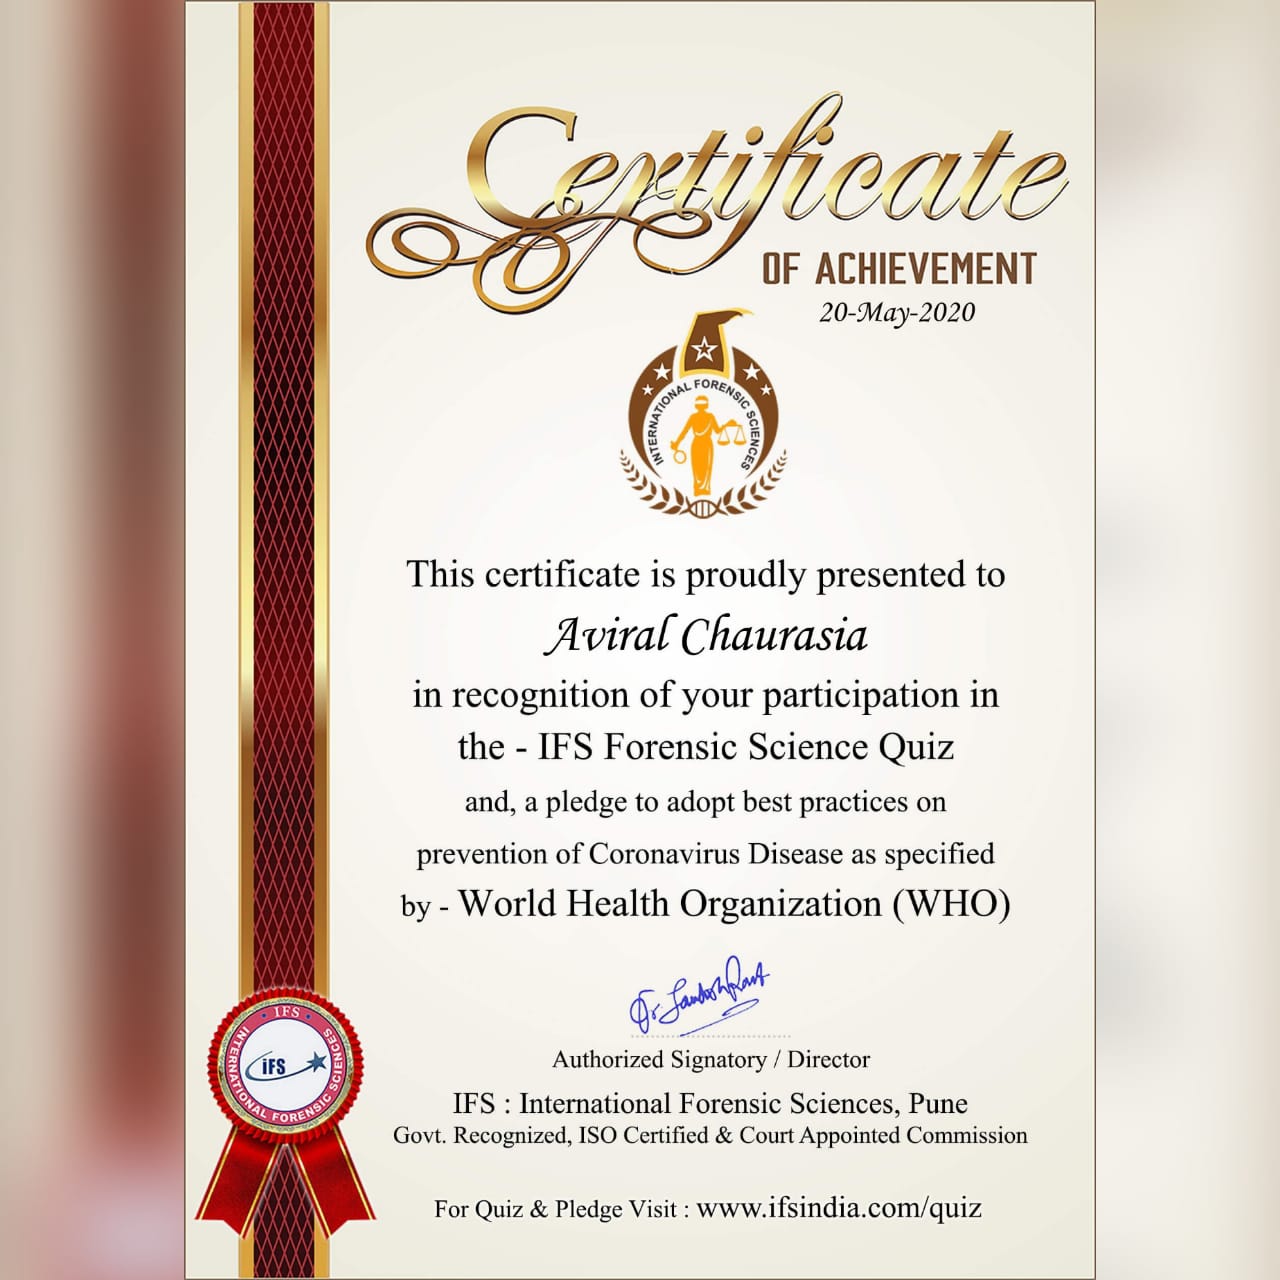 Certificate
OF ACHIEVEMENT
20-May-2020
INTERNATIONAL FORENSIC SCIENCES
This certificate is proudly presented to
Aviral Chaurasia
in recognition of your participation in
the - IFS Forensic Science Quiz
and, a pledge to adopt best practices on
prevention of Coronavirus Disease as specified
by - World Health Organization (WHO)
Authorized Signatory / Director
IFS : International Forensic Sciences, Pune
Govt. Recognized, ISO Certified & Court Appointed Commission
For Quiz & Pledge Visit : www.ifsindia.com/quiz
IFS
INTERNATIONAL FORENSIC SCIENCES
iFS